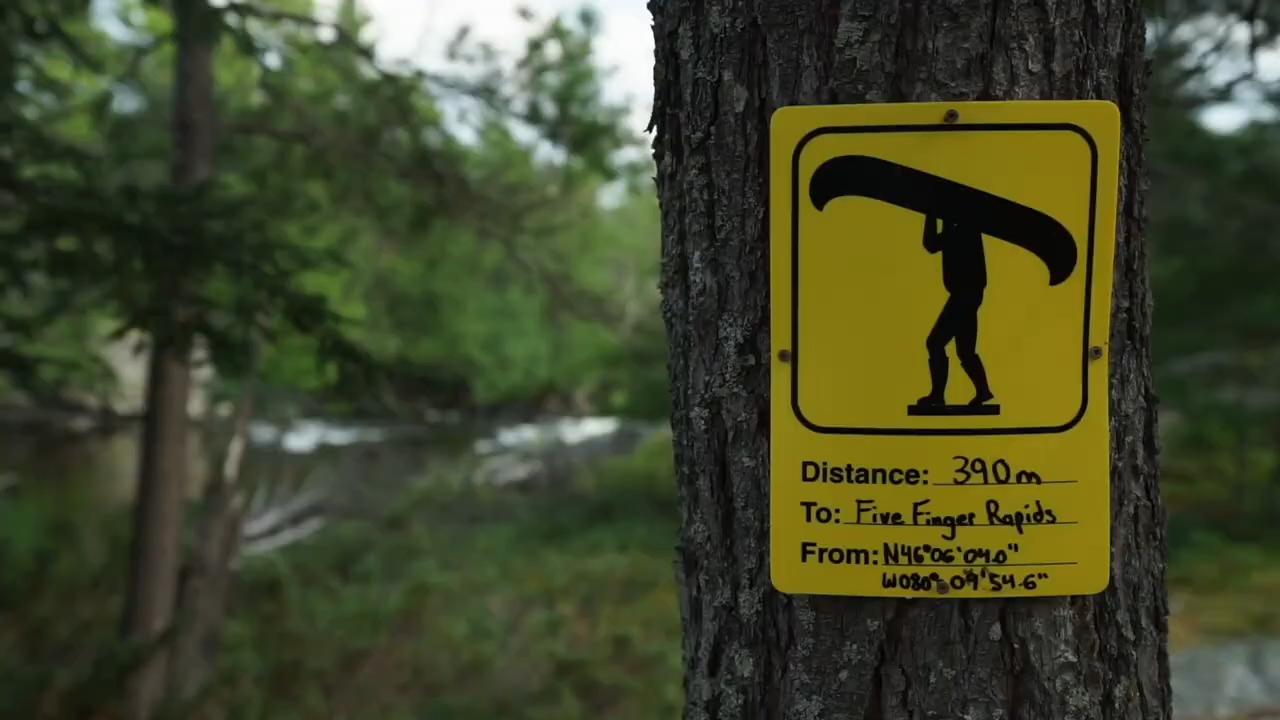 Distance: 390m
To: Five Finger Rapids
From: N46°06'04.0"
W080°09'54.6"